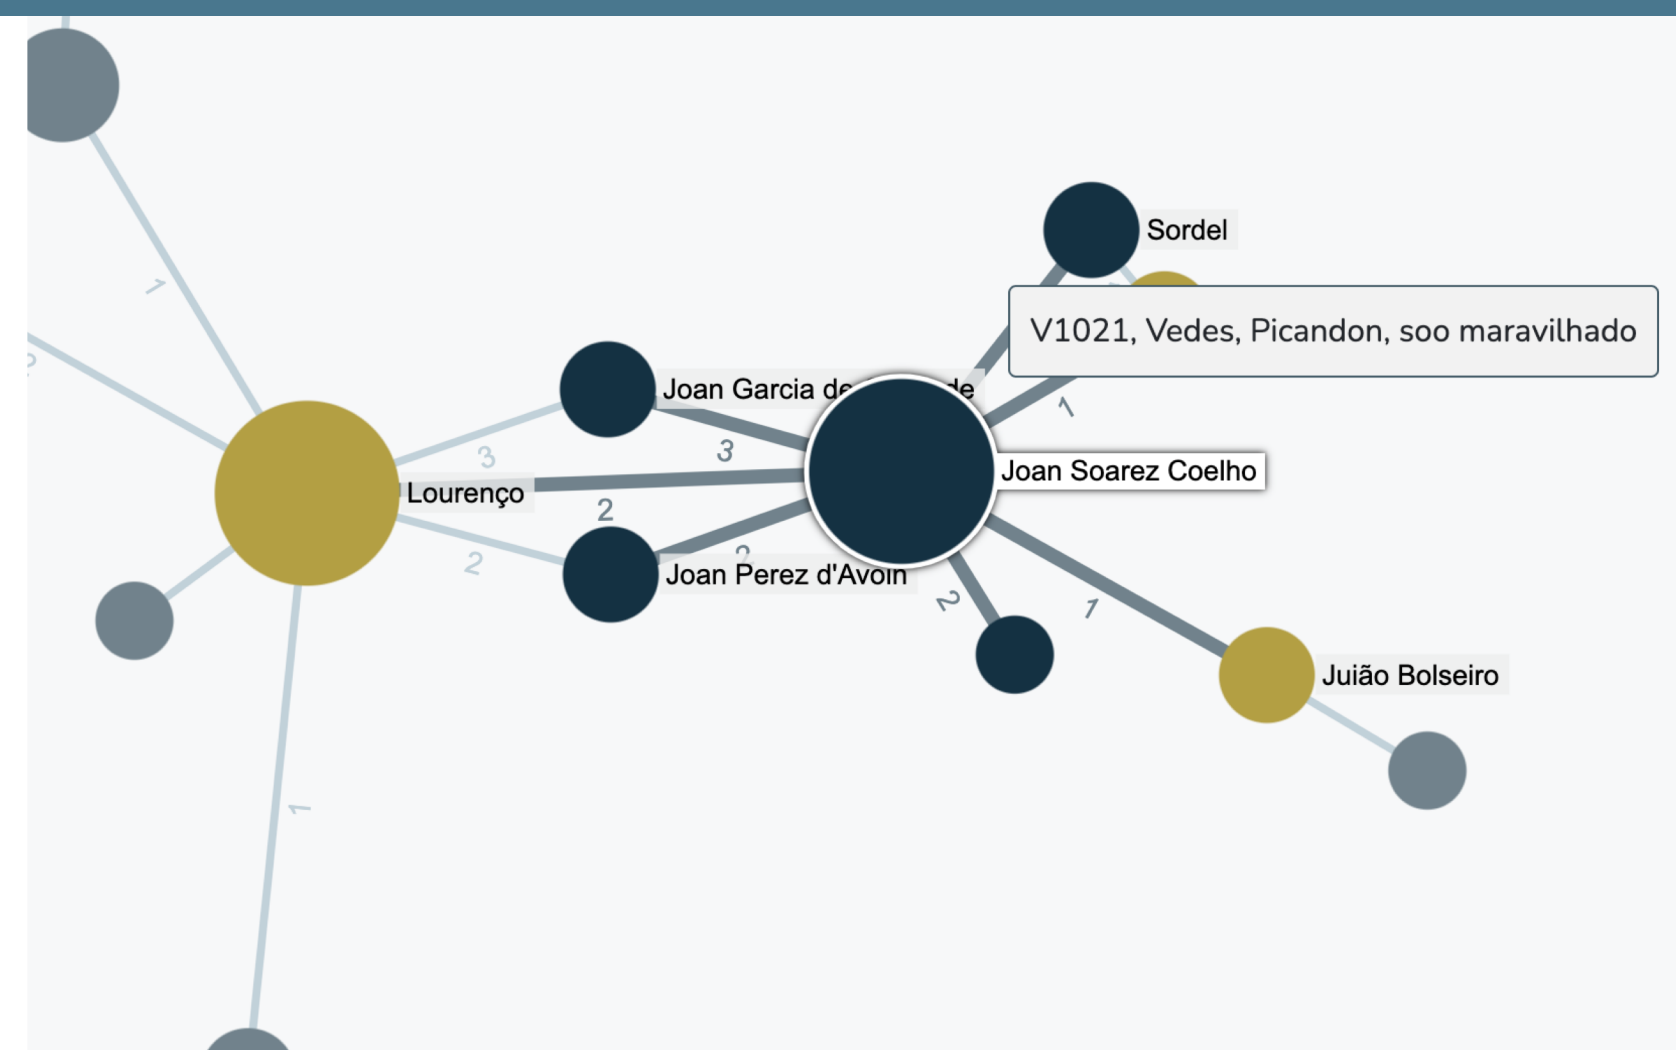 Sordel
V1021, Vedes, Picandon, soo maravilhado
1
Joan Garcia de de
1
3
3
Joan Soarez Coelho
Lourenço
2
2
2
Joan Perez d'Avoin
2
1
Juião Bolseiro
1